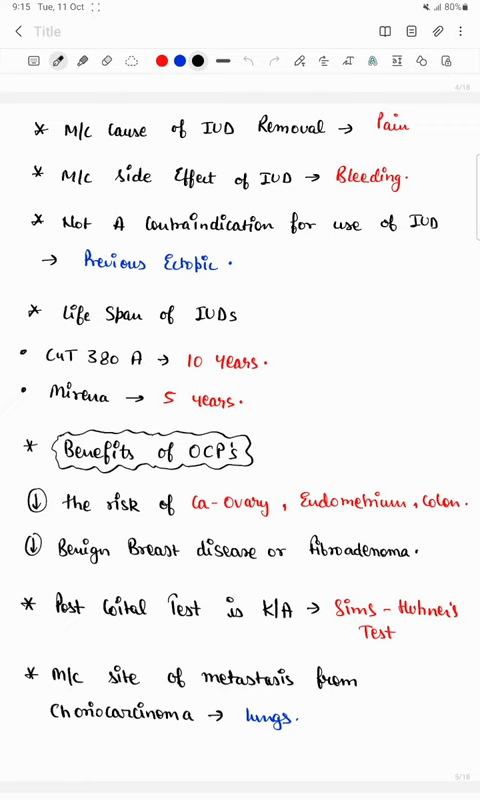 9:15 Tue, 11 Oct
80%
Title
4/18
* M/c Cause of IUD Removal → Pain
* M/c Side Effect of IUD → Bleeding.
* Not A Contraindication for use of IUD
→ Previous Ectopic.
* Life Span of IUDs
• CuT 380 A → 10 years.
• Mirena → 5 years.
* Benefits of OCP's
↓ the risk of Ca-Ovary, Endometrium, Colon.
↓ Benign Breast disease or fibroadenoma.
* Post Coital Test is K/A → Sims-Huhner's
Test
* M/c site of metastasis from
Choriocarcinoma → lungs.
5/18